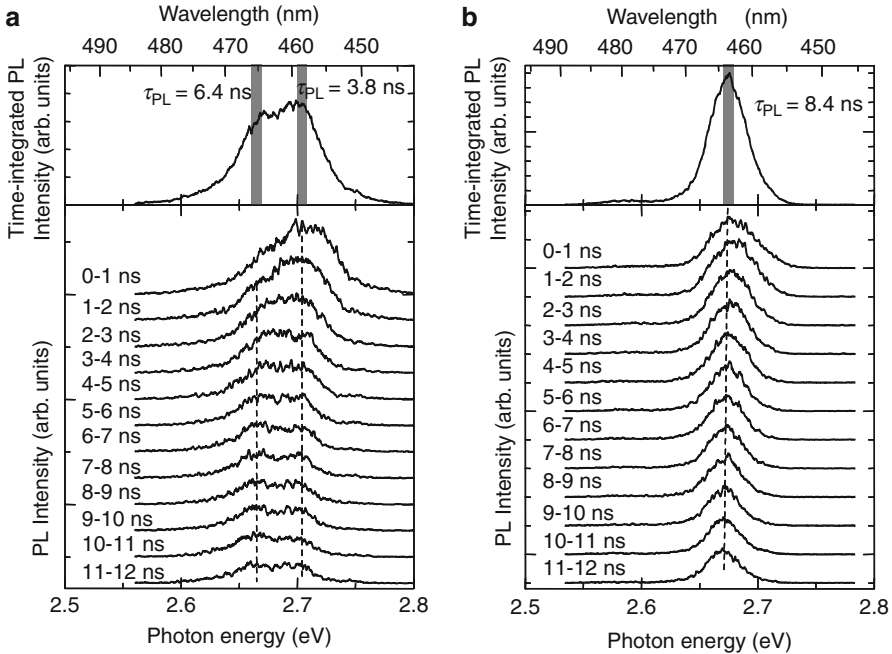 a
Wavelength (nm)
490 480 470 460 450
Time-integrated PL
Intensity (arb. units)
τPL = 6.4 ns
τPL = 3.8 ns
PL Intensity (arb. units)
0-1 ns
1-2 ns
2-3 ns
3-4 ns
4-5 ns
5-6 ns
6-7 ns
7-8 ns
8-9 ns
9-10 ns
10-11 ns
11-12 ns
2.5 2.6 2.7 2.8
Photon energy (eV)
b
Wavelength (nm)
490 480 470 460 450
Time-integrated PL
Intensity (arb. units)
τPL = 8.4 ns
PL Intensity (arb. units)
0-1 ns
1-2 ns
2-3 ns
3-4 ns
4-5 ns
5-6 ns
6-7 ns
7-8 ns
8-9 ns
9-10 ns
10-11 ns
11-12 ns
2.5 2.6 2.7 2.8
Photon energy (eV)